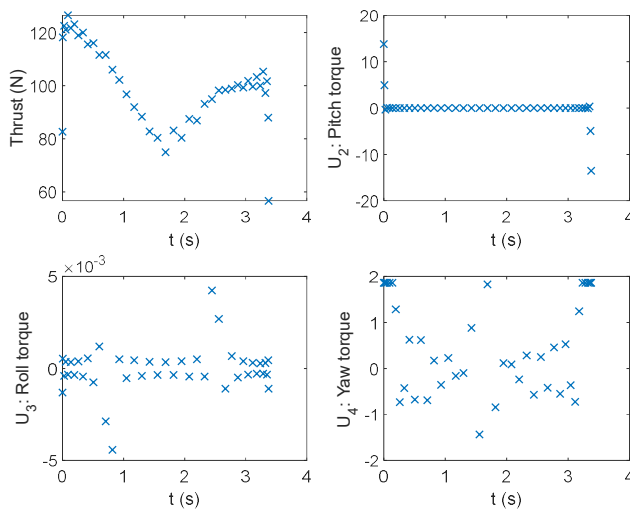 120
100
80
60
Thrust (N)
0 1 2 3 4
t (s)
20
10
0
-10
-20
U2: Pitch torque
0 1 2 3 4
t (s)
×10-3
5
0
-5
U3: Roll torque
0 1 2 3 4
t (s)
2
1
0
-1
-2
U4: Yaw torque
0 1 2 3 4
t (s)